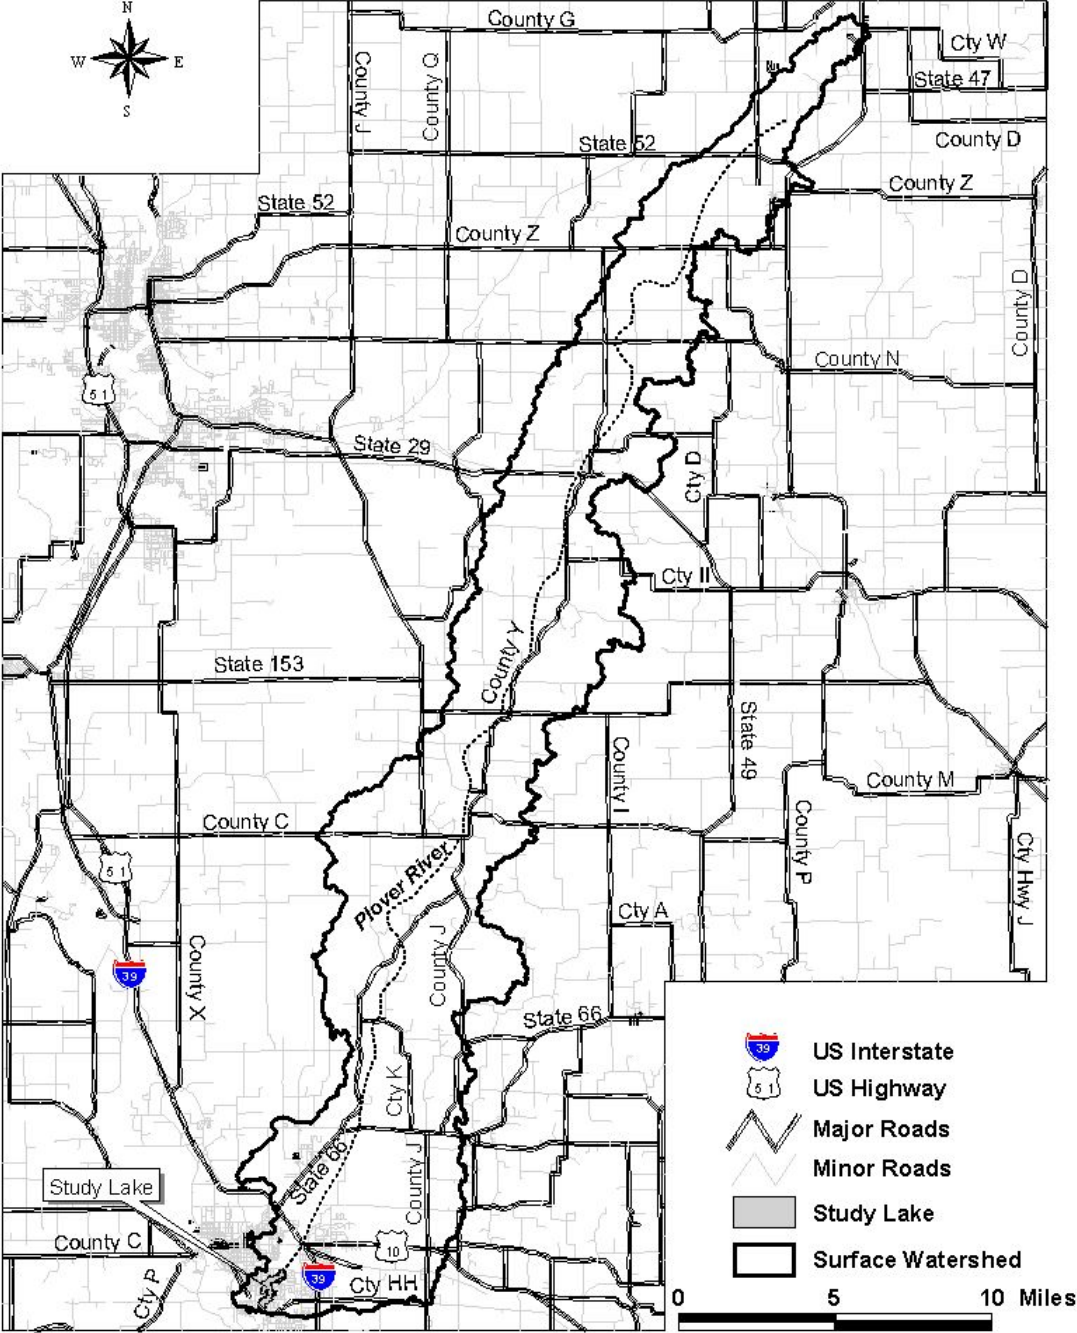 N
W E
S
County G
County J
County Q
Cty W
State 47
County D
State 52
County Z
State 52
County Z
County D
County N
51
State 29
Cty D
Cty II
County Y
State 153
State 49
County I
County M
County C
County P
Cty Hwy J
51
Plover River
Cty A
County J
County X
39
State 66
Cty K
State 66
County J
Study Lake
County C
10
39
Cty HH
Cty P
39 US Interstate
51 US Highway
Major Roads
Minor Roads
Study Lake
Surface Watershed
0 5 10 Miles